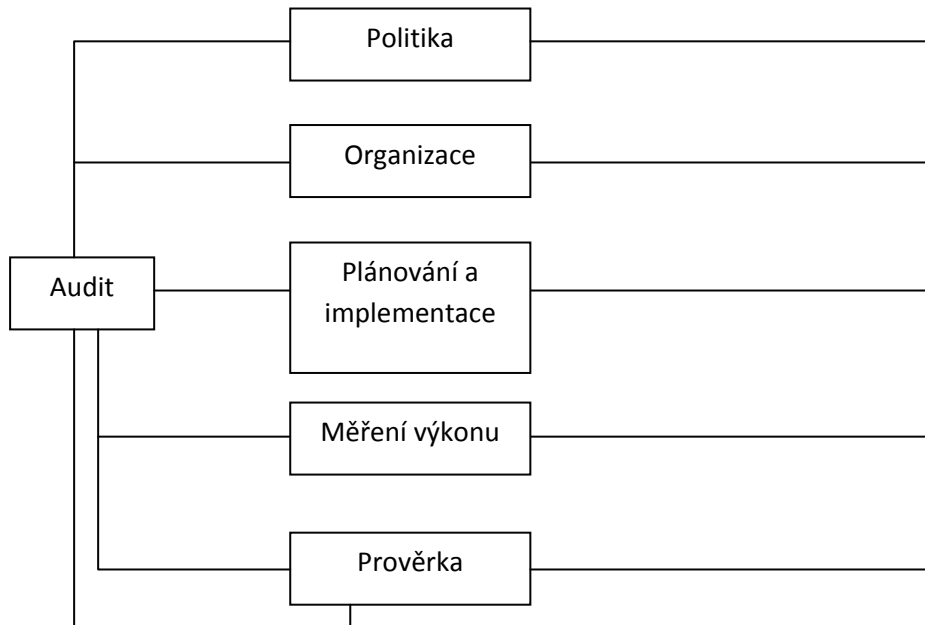 Politika
Organizace
Audit
Plánování a
implementace
Měření výkonu
Prověrka